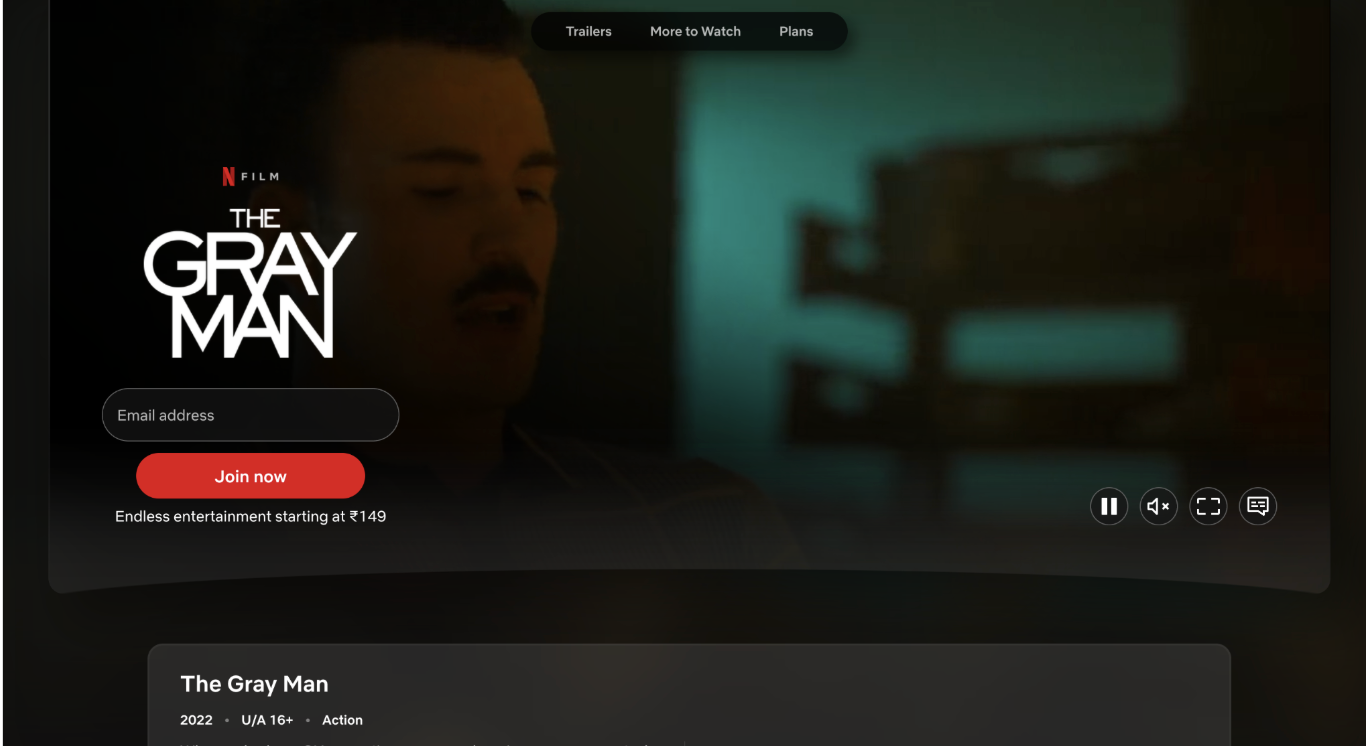 Trailers More to Watch Plans
N FILM
THE
GRAY
MAN
Email address
Join now
Endless entertainment starting at ₹149
The Gray Man
2022 • U/A 16+ • Action